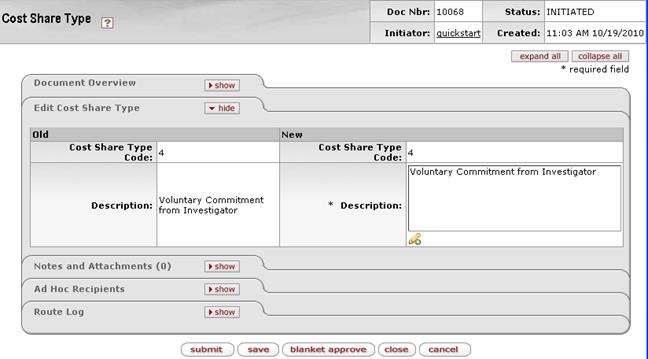 Cost Share Type ?
Doc Nbr: 10068 Status: INITIATED
Initiator: quickstart Created: 11:03 AM 10/19/2010
expand all collapse all
* required field
Document Overview show
Edit Cost Share Type hide
Old New
Cost Share Type Code: 4 Cost Share Type Code: 4
Description: Voluntary Commitment from Investigator * Description: Voluntary Commitment from Investigator
Notes and Attachments (0) show
Ad Hoc Recipients show
Route Log show
submit save blanket approve close cancel